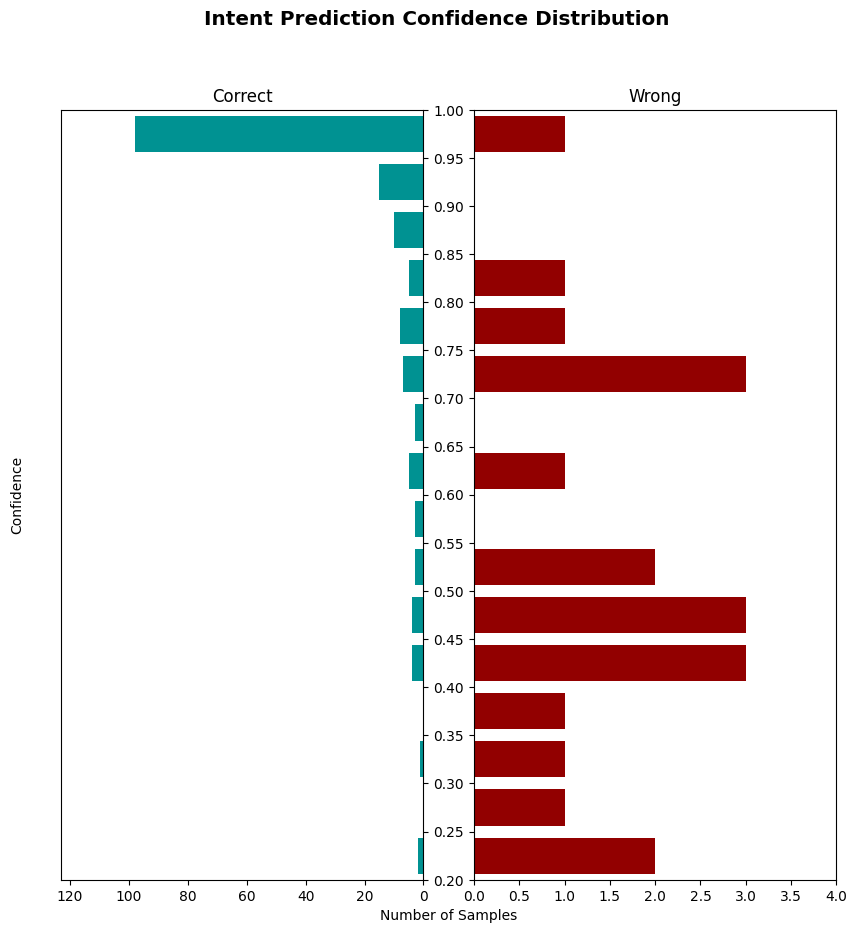 Intent Prediction Confidence Distribution
Correct
Wrong
1.00
0.95
0.90
0.85
0.80
0.75
0.70
0.65
0.60
0.55
0.50
0.45
0.40
0.35
0.30
0.25
0.20
Confidence
120 100 80 60 40 20 0
0.0 0.5 1.0 1.5 2.0 2.5 3.0 3.5 4.0
Number of Samples